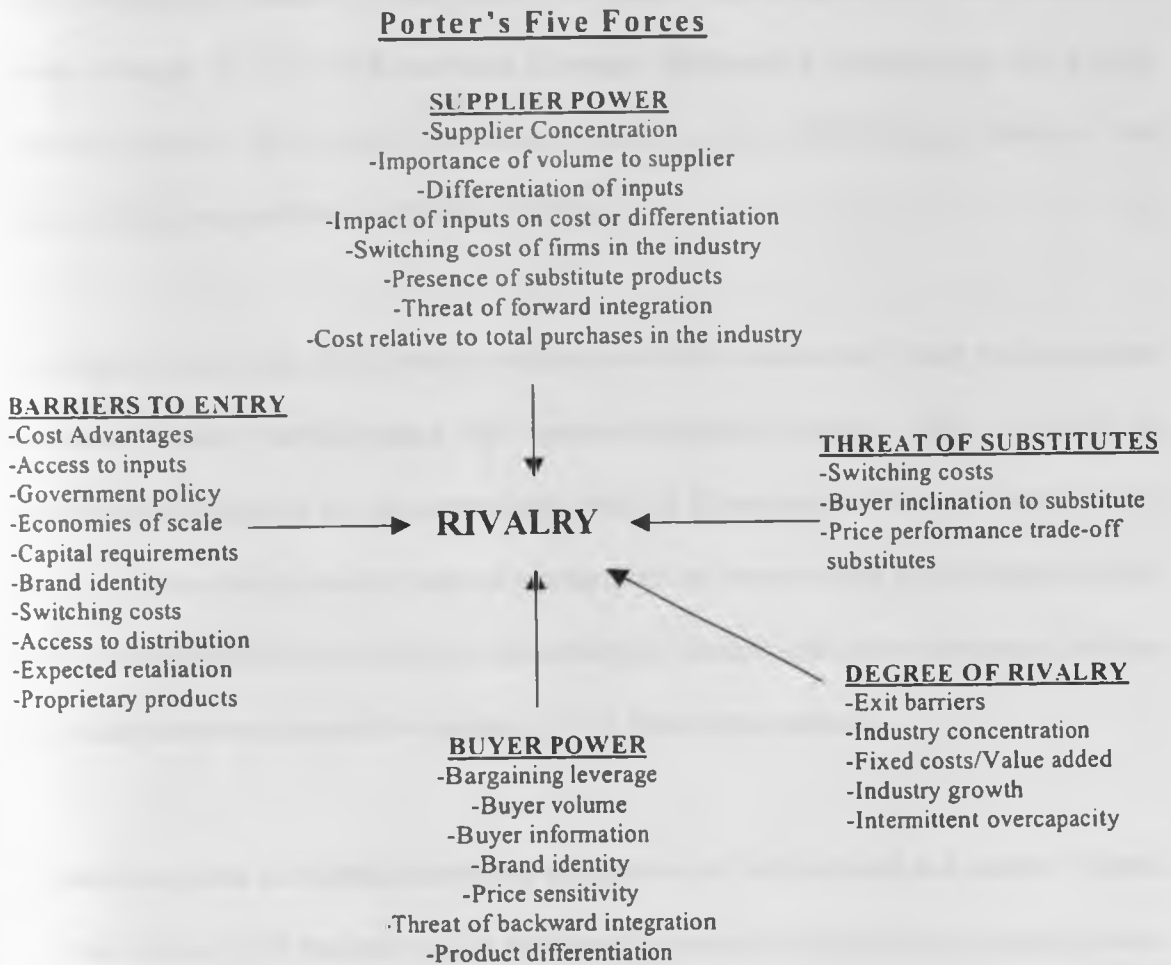 Porter's Five Forces
SUPPLIER POWER
-Supplier Concentration
-Importance of volume to supplier
-Differentiation of inputs
-Impact of inputs on cost or differentiation
-Switching cost of firms in the industry
-Presence of substitute products
-Threat of forward integration
-Cost relative to total purchases in the industry
BARRIERS TO ENTRY
-Cost Advantages
-Access to inputs
-Government policy
-Economies of scale
-Capital requirements
-Brand identity
-Switching costs
-Access to distribution
-Expected retaliation
-Proprietary products
RIVALRY
THREAT OF SUBSTITUTES
-Switching costs
-Buyer inclination to substitute
-Price performance trade-off
substitutes
DEGREE OF RIVALRY
-Exit barriers
-Industry concentration
-Fixed costs/Value added
-Industry growth
-Intermittent overcapacity
BUYER POWER
-Bargaining leverage
-Buyer volume
-Buyer information
-Brand identity
-Price sensitivity
-Threat of backward integration
-Product differentiation